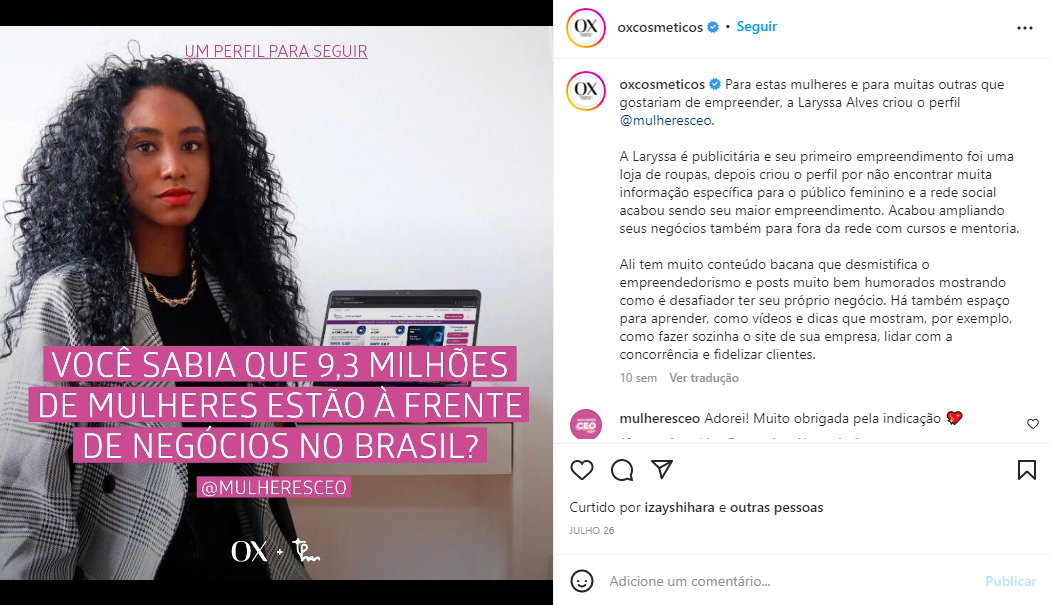 UM PERFIL PARA SEGUIR
VOCÊ SABIA QUE 9,3 MILHÕES
DE MULHERES ESTÃO À FRENTE
DE NEGÓCIOS NO BRASIL?
@MULHERESCEO
OX + tpm
OX
oxcosmeticos • Seguir
OX
oxcosmeticos Para estas mulheres e para muitas outras que
gostariam de empreender, a Laryssa Alves criou o perfil
@mulheresceo.
A Laryssa é publicitária e seu primeiro empreendimento foi uma
loja de roupas, depois criou o perfil por não encontrar muita
informação específica para o público feminino e a rede social
acabou sendo seu maior empreendimento. Acabou ampliando
seus negócios também para fora da rede com cursos e mentoria.
Ali tem muito conteúdo bacana que desmistifica o
empreendedorismo e posts muito bem humorados mostrando
como é desafiador ter seu próprio negócio. Há também espaço
para aprender, como vídeos e dicas que mostram, por exemplo,
como fazer sozinha o site de sua empresa, lidar com a
concorrência e fidelizar clientes.
10 sem Ver tradução
CEO
mulheresceo Adorei! Muito obrigada pela indicação 💘
Curtido por izayshihara e outras pessoas
JULHO 26
Adicione um comentário...
Publicar